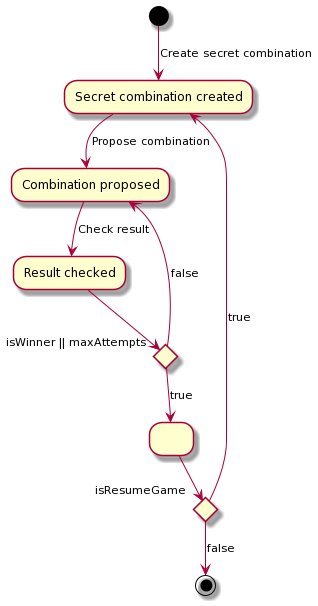 Create secret combination
Secret combination created
Propose combination
Combination proposed
Check result
false
Result checked
true
isWinner || maxAttempts
true
isResumeGame
false